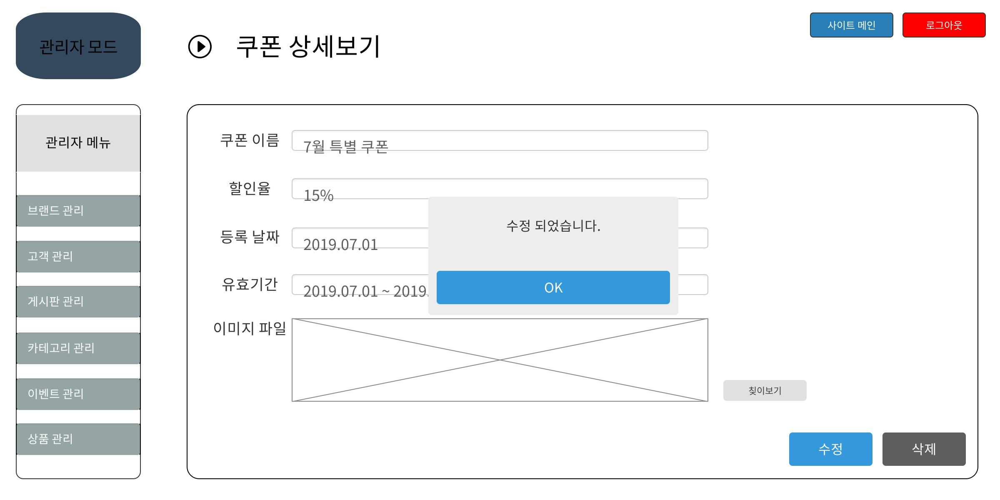 관리자 모드
쿠폰 상세보기
사이트 메인
로그아웃
관리자 메뉴
브랜드 관리
고객 관리
게시판 관리
카테고리 관리
이벤트 관리
상품 관리
쿠폰 이름
7월 특별 쿠폰
할인율
15%
등록 날짜
2019.07.01
유효기간
2019.07.01 ~ 2019.
수정 되었습니다.
OK
이미지 파일
칮이보기
수정
삭제